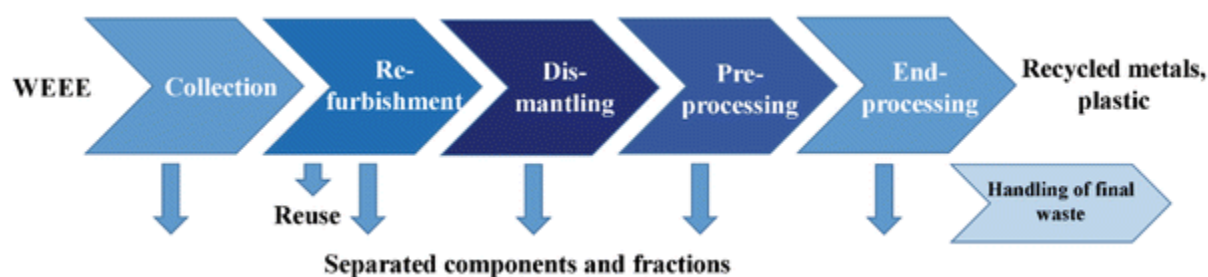 WEEE
Collection
Re-
furbishment
Dis-
mantling
Pre-
processing
End-
processing
Recycled metals,
plastic
Reuse
Handling of final
waste
Separated components and fractions